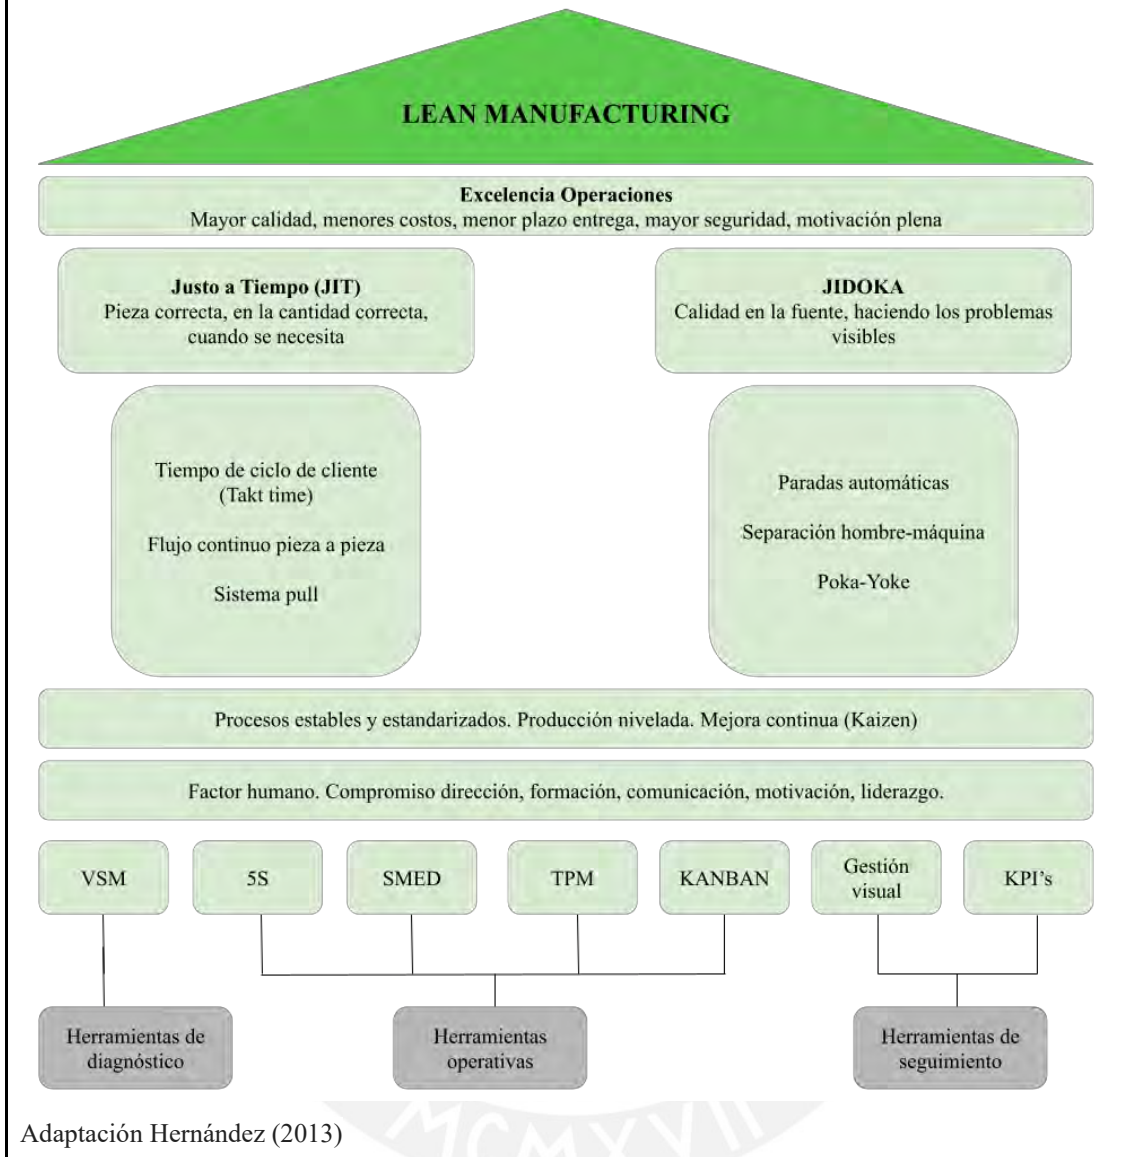 LEAN MANUFACTURING
Excelencia Operaciones
Mayor calidad, menores costos, menor plazo entrega, mayor seguridad, motivación plena
Justo a Tiempo (JIT)
Pieza correcta, en la cantidad correcta,
cuando se necesita
JIDOKA
Calidad en la fuente, haciendo los problemas
visibles
Tiempo de ciclo de cliente
(Takt time)
Flujo continuo pieza a pieza
Sistema pull
Paradas automáticas
Separación hombre-máquina
Poka-Yoke
Procesos estables y estandarizados. Producción nivelada. Mejora continua (Kaizen)
Factor humano. Compromiso dirección, formación, comunicación, motivación, liderazgo.
VSM
5S
SMED
TPM
KANBAN
Gestión
visual
KPI’s
Herramientas de
diagnóstico
Herramientas
operativas
Herramientas de
seguimiento
Adaptación Hernández (2013)
MCMXVII